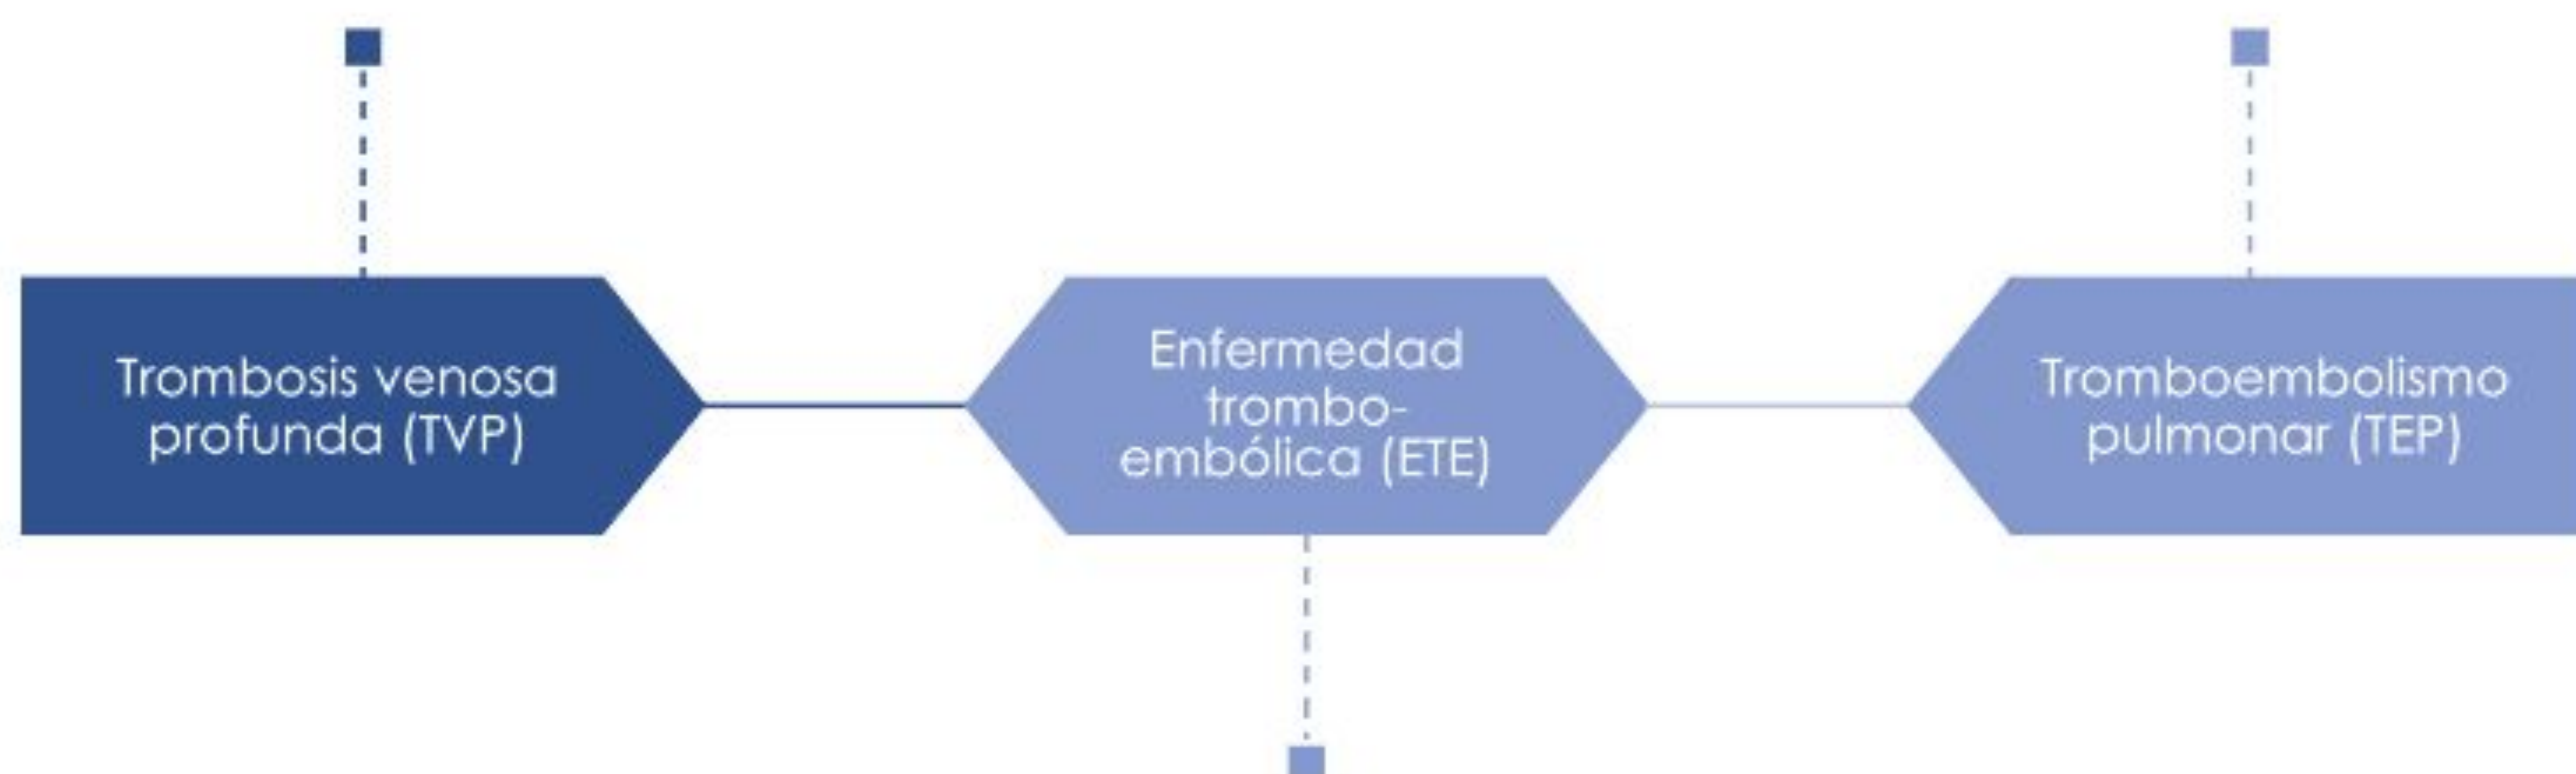 Trombosis venosa
profunda (TVP)
Enfermedad
trombo-
embólica (ETE)
Tromboembolismo
pulmonar (TEP)